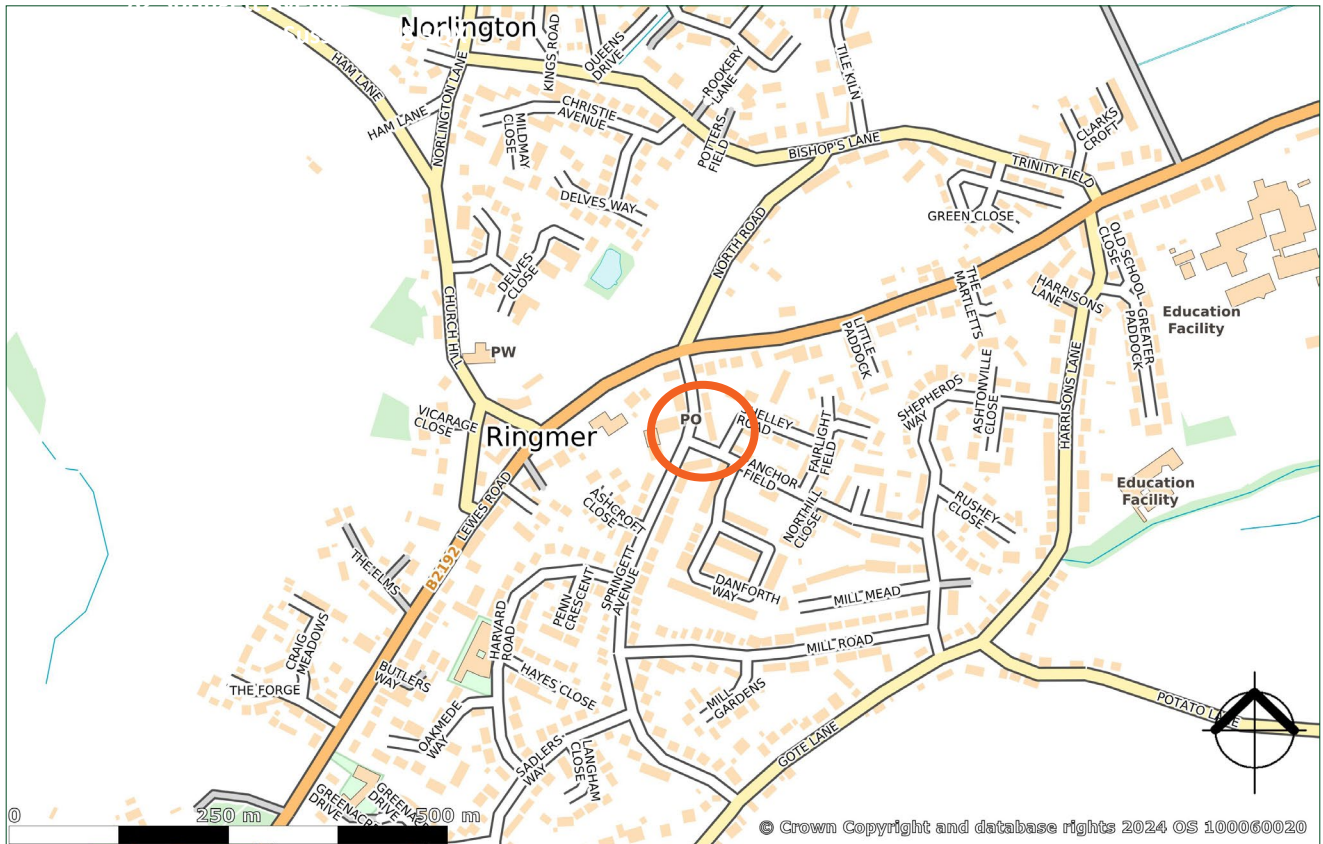 Norlington
HAM LANE
HAM LANE
NORLINGTON LANE
KINGS ROAD
QUEENS
DRIVE
ROOKERY
LANE
TILE KILN
CHRISTIE
AVENUE
MILDMAY
CLOSE
POTTERS
FIELD
BISHOP'S LANE
CLARKS
CROFT
TRINITY FIELD
DELVES WAY
GREEN CLOSE
NORTH ROAD
DELVES
CLOSE
CHURCH HILL
OLD SCHOOL
CLOSE
THE
MARTLETTS
HARRISONS
LANE
GREATER
PADDOCK
Education
Facility
LITTLE
PADDOCK
PW
PO
SHELLEY
ROAD
FAIRLIGHT
FIELD
SHEPHERDS
WAY
ASHTONVILLE
CLOSE
HARRISONS LANE
VICARAGE
CLOSE
Ringmer
ANCHOR
FIELD
NORTHILL
CLOSE
RUSHEY
CLOSE
Education
Facility
ASHCROFT
CLOSE
B2192
LEWES ROAD
THE ELMS
SPRINGETT
AVENUE
PENN
CRESCENT
HARVARD
ROAD
DANFORTH
WAY
MILL MEAD
MILL ROAD
CRAIG
MEADOWS
THE FORGE
BUTLERS
WAY
HAYES CLOSE
MILL
GARDENS
OAKMEDE
WAY
SADLERS
WAY
LANGHAM
CLOSE
GOTE LANE
POTATO LANE
GREENACRES
DRIVE
GREENACRES
DRIVE
0 250 m 500 m
© Crown Copyright and database rights 2024 OS 100060020